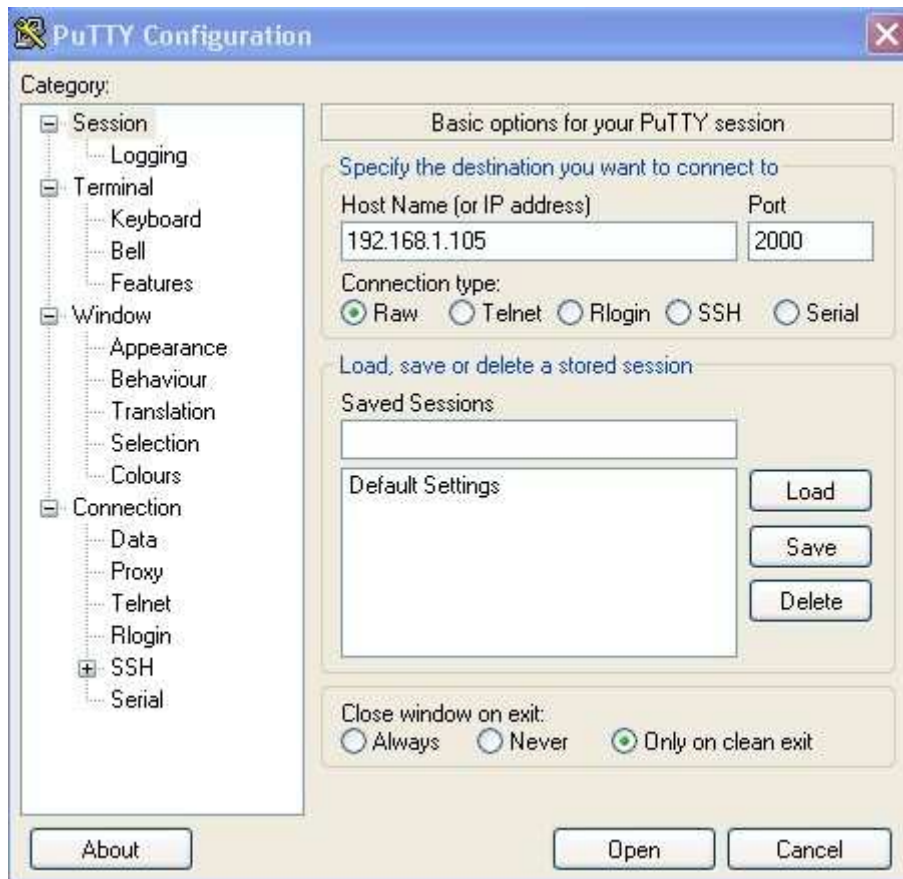 PuTTY Configuration
Category:
Session
Logging
Terminal
Keyboard
Bell
Features
Window
Appearance
Behaviour
Translation
Selection
Colours
Connection
Data
Proxy
Telnet
Rlogin
SSH
Serial
Basic options for your PuTTY session
Specify the destination you want to connect to
Host Name (or IP address) Port
192.168.1.105 2000
Connection type:
Raw Telnet Rlogin SSH Serial
Load, save or delete a stored session
Saved Sessions
Default Settings
Load
Save
Delete
Close window on exit:
Always Never Only on clean exit
About Open Cancel